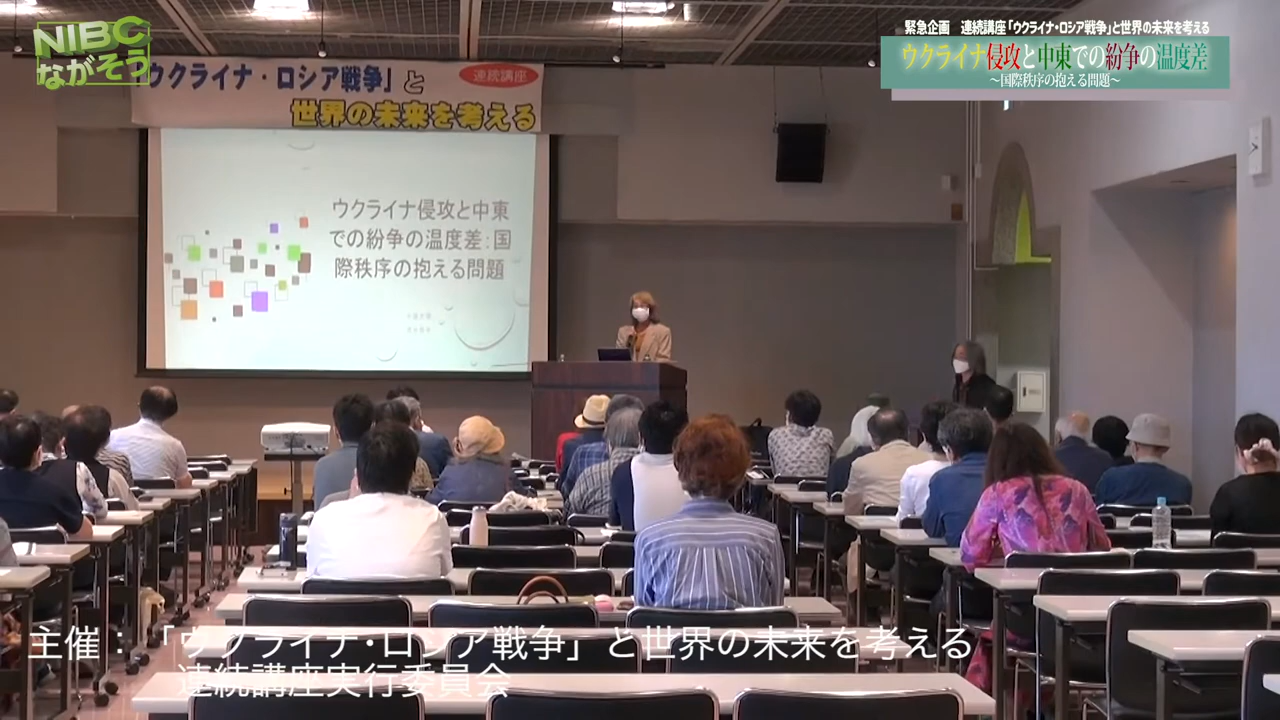 NIBC
ながそう
緊急企画 連続講座「ウクライナ・ロシア戦争」と世界の未来を考える
ウクライナ侵攻と中東での紛争の温度差
～国際秩序の抱える問題～
ウクライナ・ロシア戦争」と
連続講座
世界の未来を考える
ウクライナ侵攻と中東
での紛争の温度差:国
際秩序の抱える問題
主催:「ウクライナ・ロシア戦争」と世界の未来を考える
連続講座実行委員会